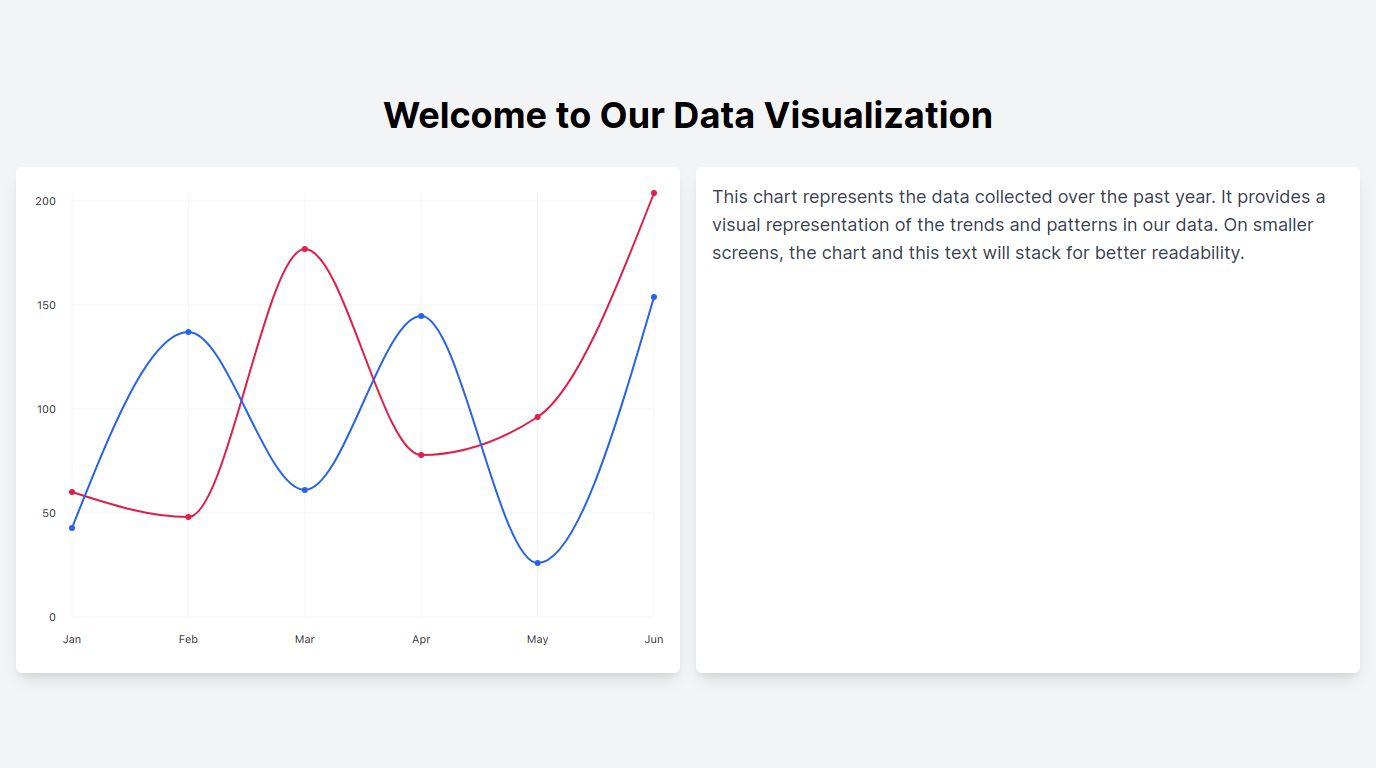 Welcome to Our Data Visualization
200
150
100
50
0
Jan Feb Mar Apr May Jun
This chart represents the data collected over the past year. It provides a
visual representation of the trends and patterns in our data. On smaller
screens, the chart and this text will stack for better readability.